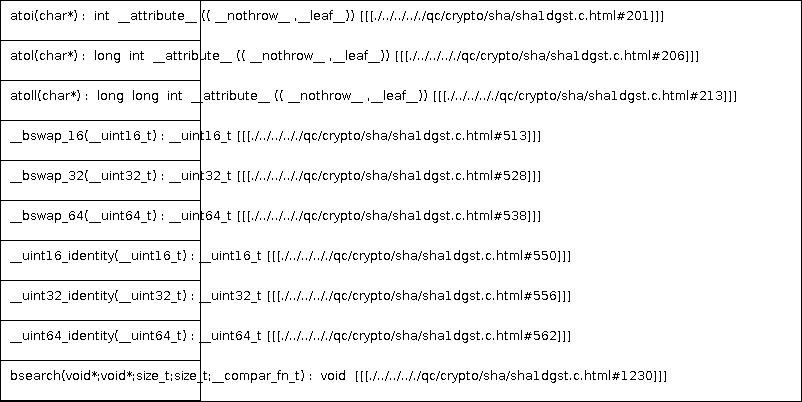 atoi(char*) : int __attribute__ (( __nothrow__ ,__leaf__)) [[[./../../././qc/crypto/sha/sha1dgst.c.html#201]]]
atol(char*) : long int __attribute__ (( __nothrow__ ,__leaf__)) [[[./../../././qc/crypto/sha/sha1dgst.c.html#206]]]
atoll(char*) : long long int __attribute__ (( __nothrow__ ,__leaf__)) [[[./../../././qc/crypto/sha/sha1dgst.c.html#213]]]
__bswap_16(__uint16_t) : __uint16_t [[[./../../././qc/crypto/sha/sha1dgst.c.html#513]]]
__bswap_32(__uint32_t) : __uint32_t [[[./../../././qc/crypto/sha/sha1dgst.c.html#528]]]
__bswap_64(__uint64_t) : __uint64_t [[[./../../././qc/crypto/sha/sha1dgst.c.html#538]]]
__uint16_identity(__uint16_t) : __uint16_t [[[./../../././qc/crypto/sha/sha1dgst.c.html#550]]]
__uint32_identity(__uint32_t) : __uint32_t [[[./../../././qc/crypto/sha/sha1dgst.c.html#556]]]
__uint64_identity(__uint64_t) : __uint64_t [[[./../../././qc/crypto/sha/sha1dgst.c.html#562]]]
bsearch(void*;void*;size_t;size_t;__compar_fn_t) : void [[[./../../././qc/crypto/sha/sha1dgst.c.html#1230]]]